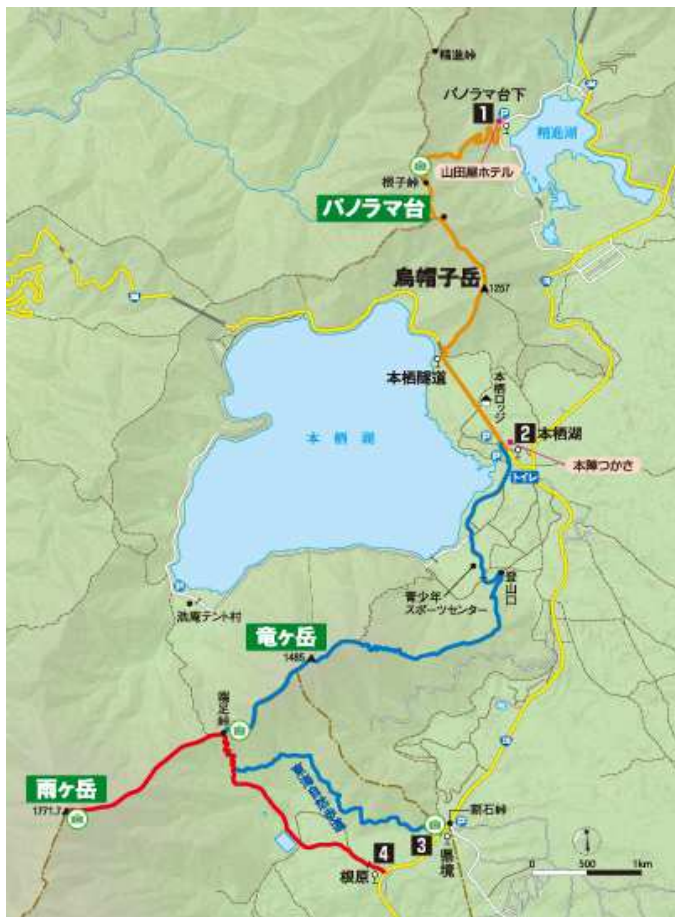 精進峠
パノラマ台下
1
P
精進湖
山田屋ホテル
根子峠
パノラマ台
烏帽子岳
1257
本栖隧道
本栖ロッジ
本栖湖
2
本栖湖
P
P
本陣つかさ
トイレ
登山口
青少年
スポーツセンター
P
浩庵テント村
竜ヶ岳
1485
端足峠
雨ヶ岳
1771.7
東海自然歩道
割石峠
P
3
県境
4
根原
0 500 1km